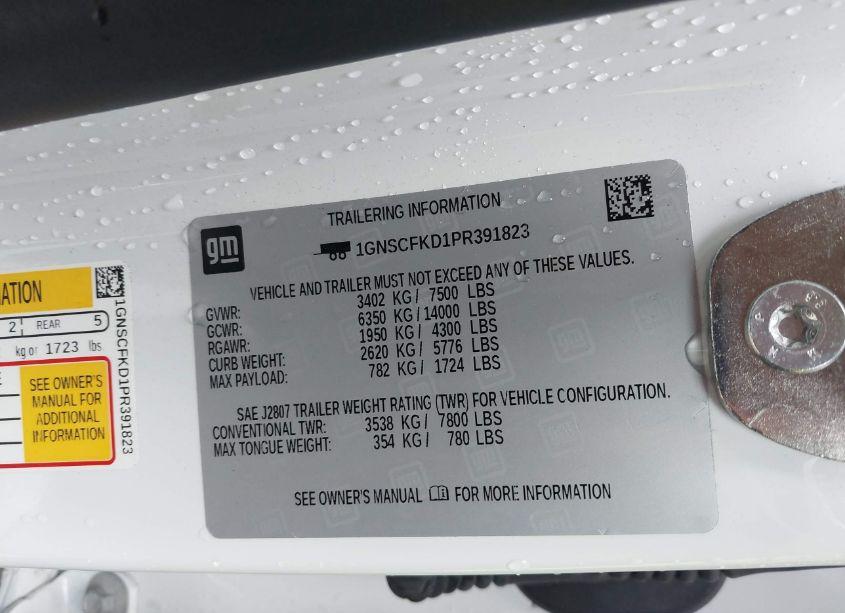 TRAILERING INFORMATION
gm
1GNSCFKD1PR391823
VEHICLE AND TRAILER MUST NOT EXCEED ANY OF THESE VALUES.
GVWR: 3402 KG / 7500 LBS
GCWR: 6350 KG / 14000 LBS
RGAWR: 1950 KG / 4300 LBS
CURB WEIGHT: 2620 KG / 5776 LBS
MAX PAYLOAD: 782 KG / 1724 LBS
SAE J2807 TRAILER WEIGHT RATING (TWR) FOR VEHICLE CONFIGURATION.
CONVENTIONAL TWR: 3538 KG / 7800 LBS
MAX TONGUE WEIGHT: 354 KG / 780 LBS
SEE OWNER'S MANUAL FOR MORE INFORMATION
ATION
2 REAR 5
kg or 1723 lbs
SEE OWNER'S
MANUAL FOR
ADDITIONAL
INFORMATION
1GNSCFKD1PR391823